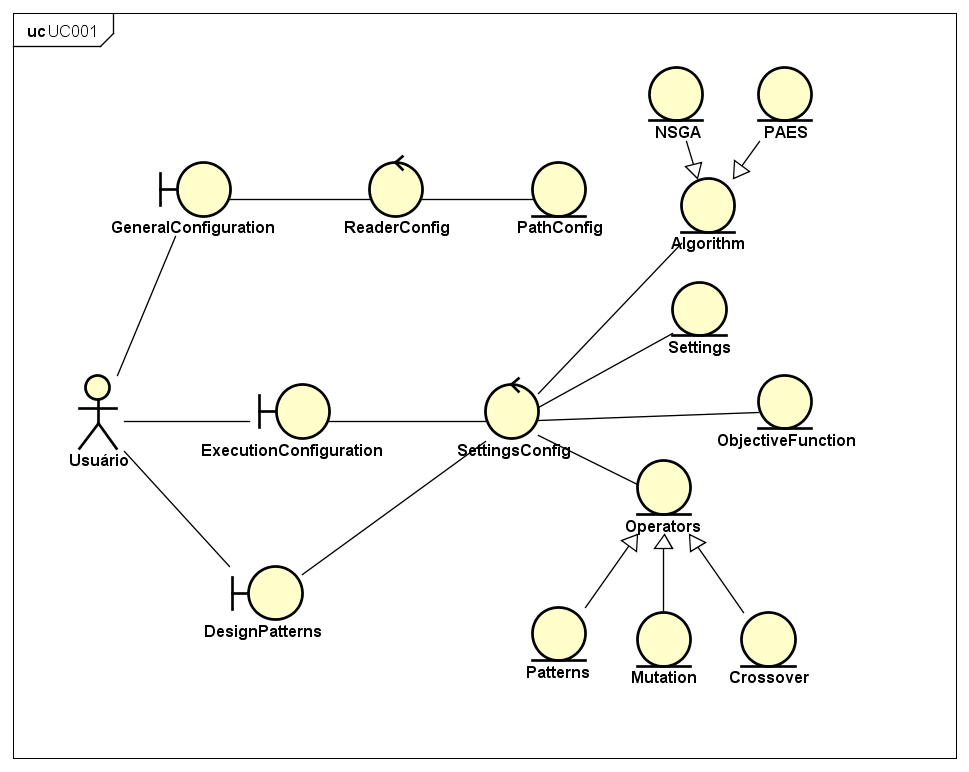 uc UC001
NSGA
PAES
GeneralConfiguration
ReaderConfig
PathConfig
Algorithm
Settings
Usuário
ExecutionConfiguration
SettingsConfig
ObjectiveFunction
Operators
DesignPatterns
Patterns
Mutation
Crossover